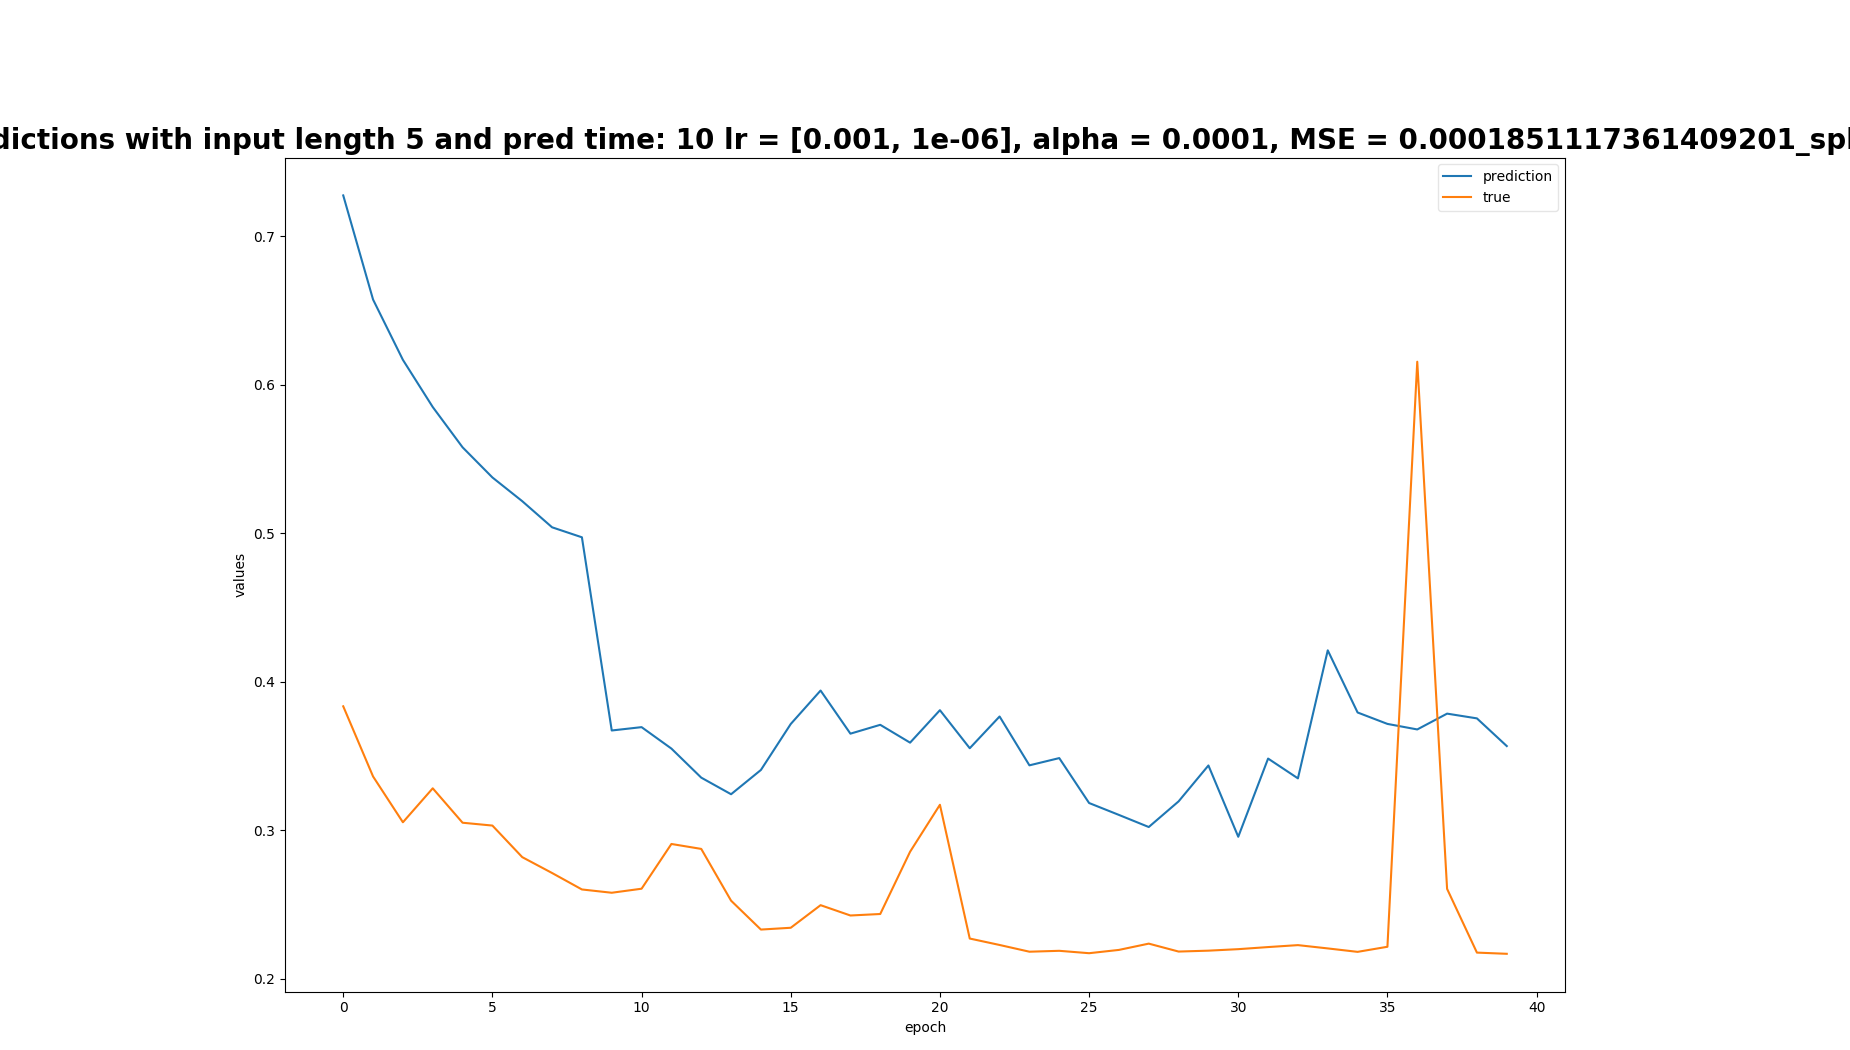 dictions with input length 5 and pred time: 10 lr = [0.001, 1e-06], alpha = 0.0001, MSE = 0.0001851117361409201_spl
prediction
true
0.7
0.6
0.5
0.4
0.3
0.2
values
0 5 10 15 20 25 30 35 40
epoch